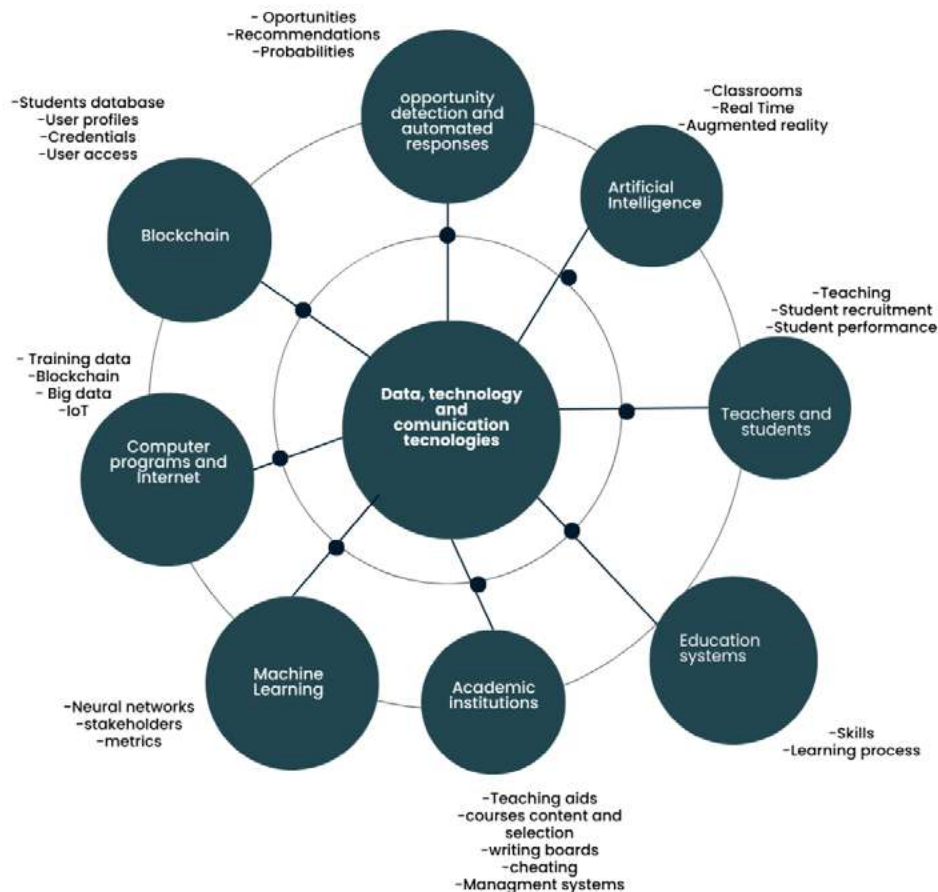 - Oportunities
-Recommendations
-Probabilities
opportunity
detection and
automated
responses
-Classrooms
-Real Time
-Augmented reality
Artificial
Intelligence
-Students database
-User profiles
-Credentials
-User access
Blockchain
-Teaching
-Student recruitment
-Student performance
Teachers and
students
- Training data
-Blockchain
- Big data
-IoT
Computer
programs and
Internet
Data, technology
and
comunication
tecnologies
Education
systems
-Skills
-Learning process
Machine
Learning
-Neural networks
-stakeholders
-metrics
Academic
institutions
-Teaching aids
-courses content and
selection
-writing boards
-cheating
-Managment systems